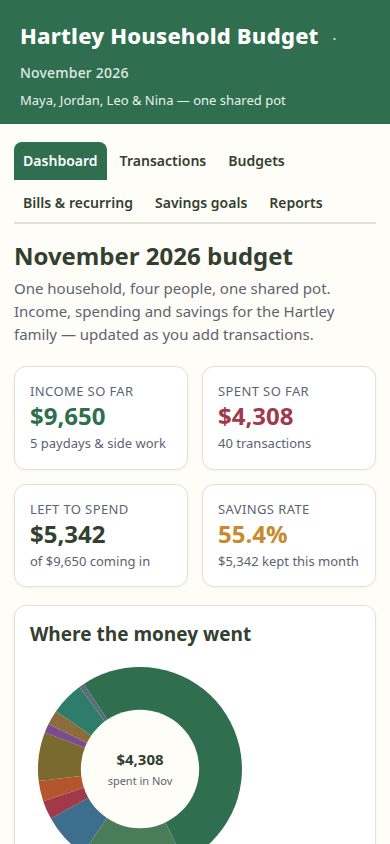 Hartley Household Budget ·
November 2026
Maya, Jordan, Leo & Nina — one shared pot
Dashboard Transactions Budgets
Bills & recurring Savings goals Reports
November 2026 budget
One household, four people, one shared pot.
Income, spending and savings for the Hartley
family — updated as you add transactions.
INCOME SO FAR
$9,650
5 paydays & side work
SPENT SO FAR
$4,308
40 transactions
LEFT TO SPEND
$5,342
of $9,650 coming in
SAVINGS RATE
55.4%
$5,342 kept this month
Where the money went
$4,308
spent in Nov